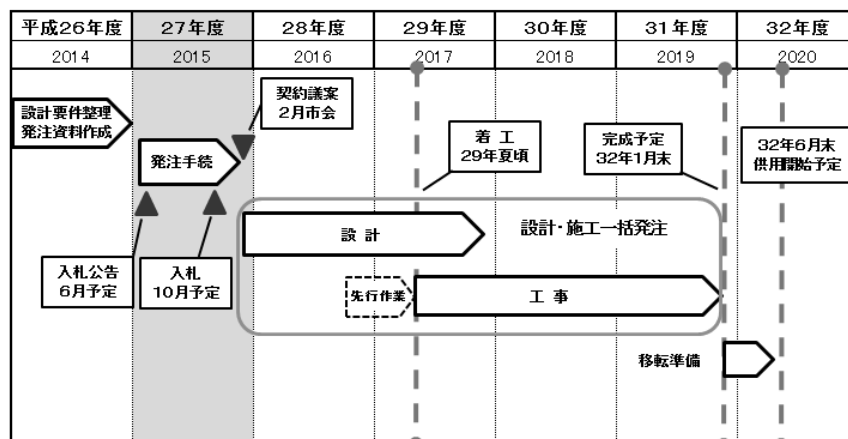 平成26年度 27年度 28年度 29年度 30年度 31年度 32年度
2014 2015 2016 2017 2018 2019 2020
設計要件整理
発注資料作成
契約議案
2月市会
発注手続
着 工
29年夏頃
完成予定
32年1月末
32年6月末
供用開始予定
設 計
設計・施工一括発注
入札公告
6月予定
入札
10月予定
先行作業
工 事
移転準備